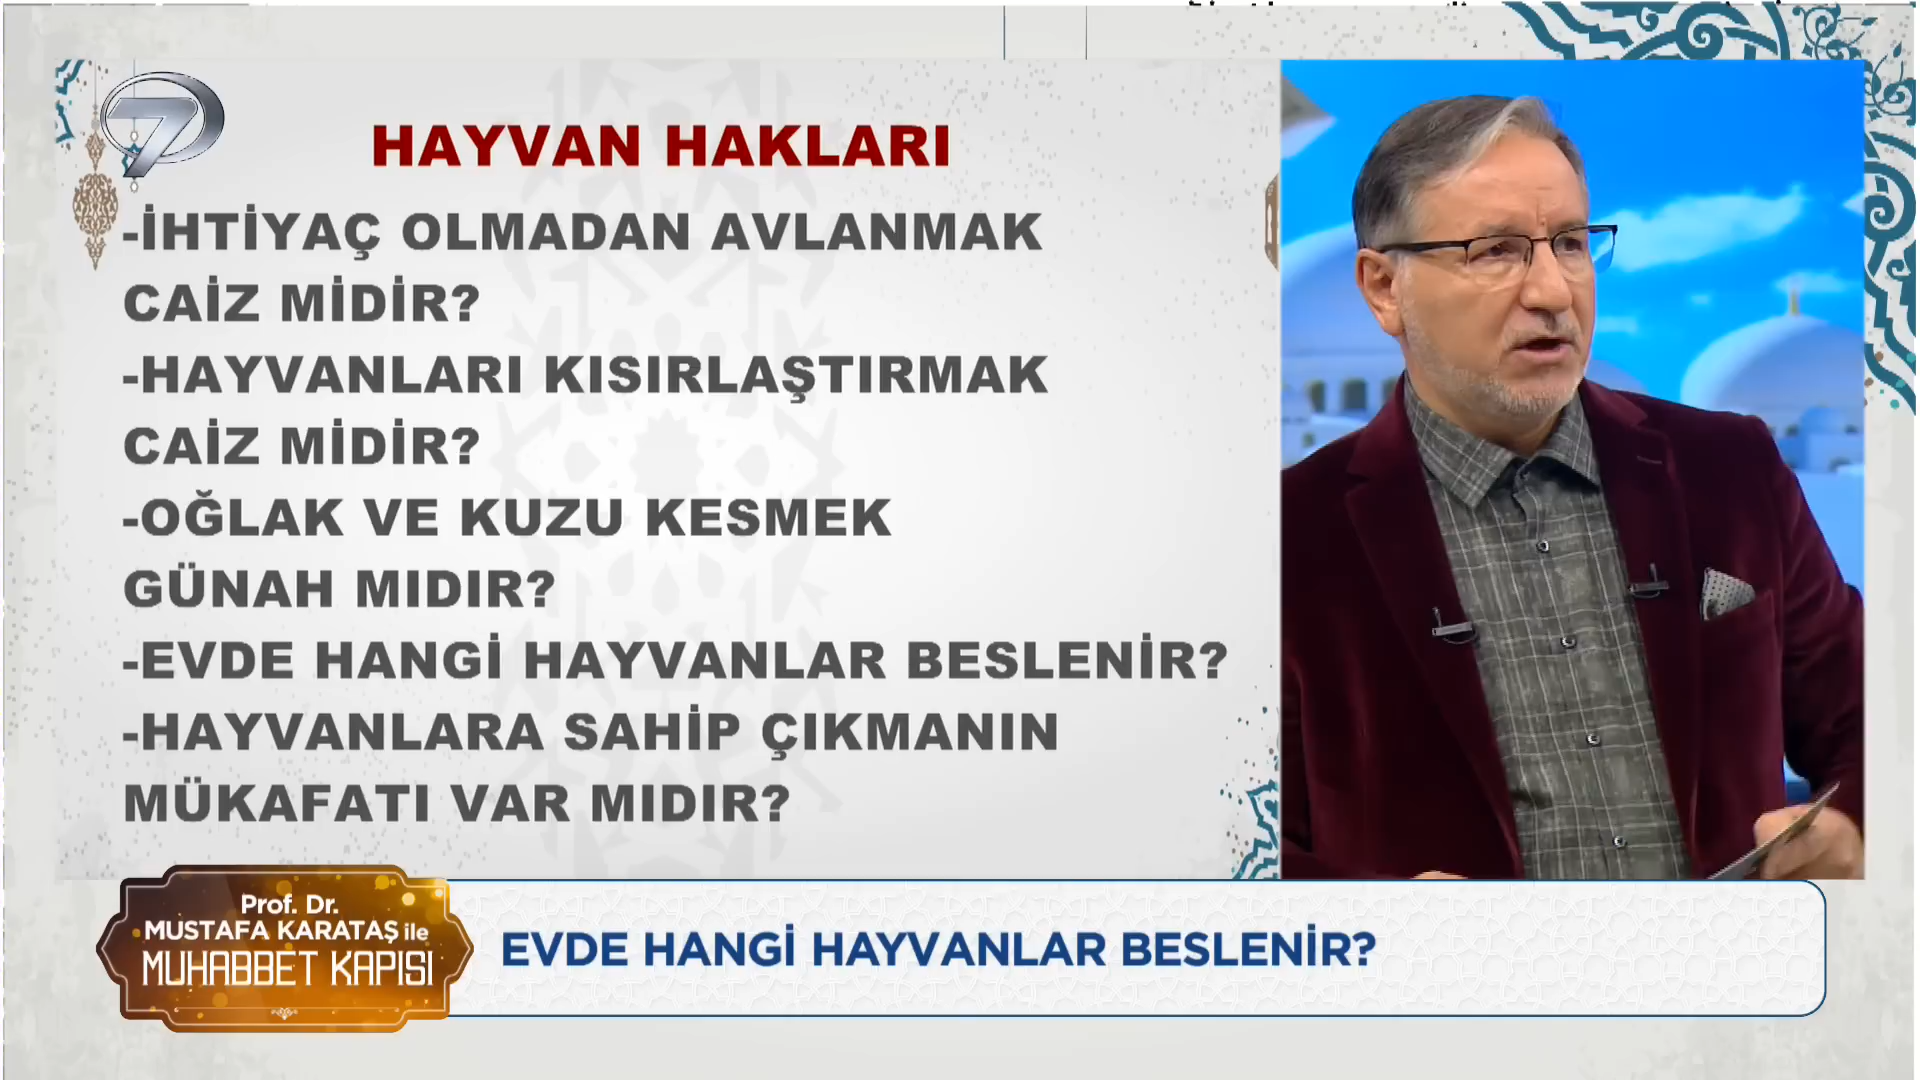 7
HAYVAN HAKLARI
-İHTİYAÇ OLMADAN AVLANMAK
CAİZ MİDİR?
-HAYVANLARI KISIRLAŞTIRMAK
CAİZ MİDİR?
-OĞLAK VE KUZU KESMEK
GÜNAH MIDIR?
-EVDE HANGİ HAYVANLAR BESLENİR?
-HAYVANLARA SAHİP ÇIKMANIN
MÜKAFATI VAR MIDIR?
Prof. Dr.
MUSTAFA KARATAŞ ile
MUHABBET KAPISI
EVDE HANGİ HAYVANLAR BESLENİR?